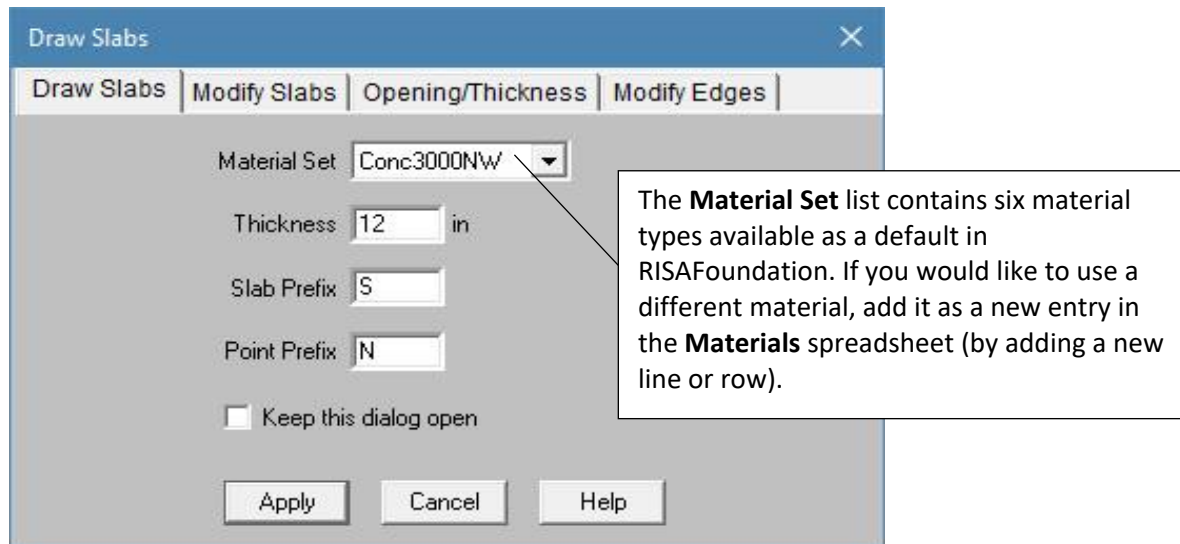 Draw Slabs
Draw Slabs Modify Slabs Opening/Thickness Modify Edges
Material Set Conc3000NW
Thickness 12 in
Slab Prefix S
Point Prefix N
Keep this dialog open
Apply Cancel Help
The Material Set list contains six material
types available as a default in
RISAFoundation. If you would like to use a
different material, add it as a new entry in
the Materials spreadsheet (by adding a new
line or row).